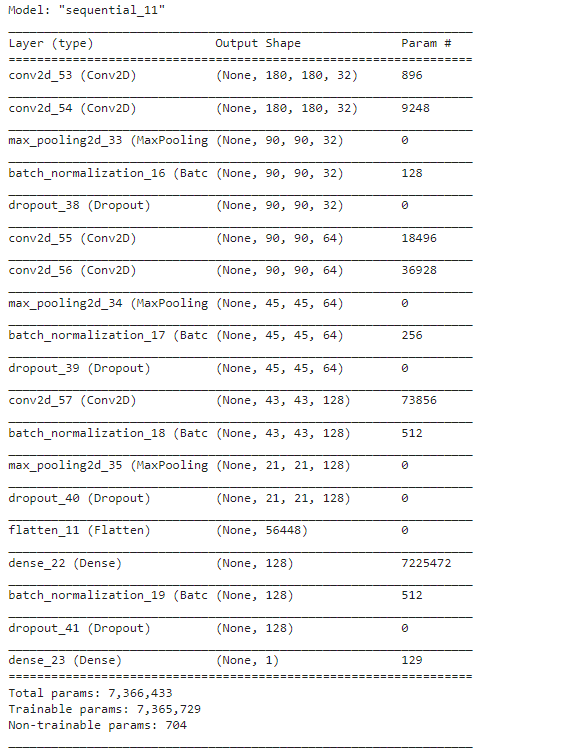 Model: "sequential_11"
Layer (type) Output Shape Param #
conv2d_53 (Conv2D) (None, 180, 180, 32) 896
conv2d_54 (Conv2D) (None, 180, 180, 32) 9248
max_pooling2d_33 (MaxPooling (None, 90, 90, 32) 0
batch_normalization_16 (Batc (None, 90, 90, 32) 128
dropout_38 (Dropout) (None, 90, 90, 32) 0
conv2d_55 (Conv2D) (None, 90, 90, 64) 18496
conv2d_56 (Conv2D) (None, 90, 90, 64) 36928
max_pooling2d_34 (MaxPooling (None, 45, 45, 64) 0
batch_normalization_17 (Batc (None, 45, 45, 64) 256
dropout_39 (Dropout) (None, 45, 45, 64) 0
conv2d_57 (Conv2D) (None, 43, 43, 128) 73856
batch_normalization_18 (Batc (None, 43, 43, 128) 512
max_pooling2d_35 (MaxPooling (None, 21, 21, 128) 0
dropout_40 (Dropout) (None, 21, 21, 128) 0
flatten_11 (Flatten) (None, 56448) 0
dense_22 (Dense) (None, 128) 7225472
batch_normalization_19 (Batc (None, 128) 512
dropout_41 (Dropout) (None, 128) 0
dense_23 (Dense) (None, 1) 129
Total params: 7,366,433
Trainable params: 7,365,729
Non-trainable params: 704